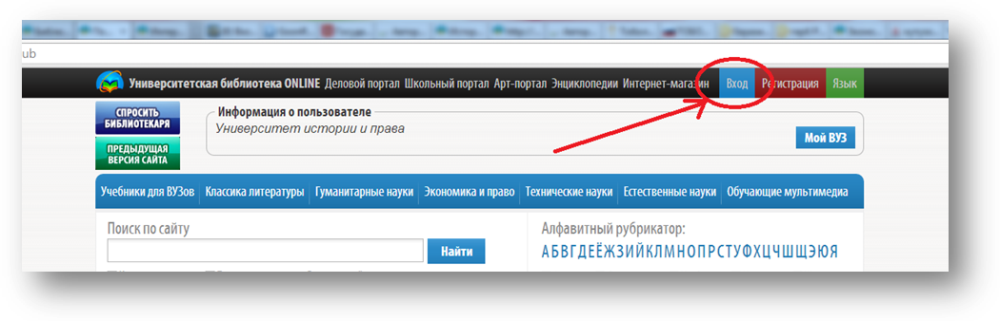 ub
Университетская библиотека ONLINE Деловой портал Школьный портал Арт-портал Энциклопедии Интернет-магазин Вход Регистрация Язык
СПРОСИТЬ
БИБЛИОТЕКАРЯ
ПРЕДЫДУЩАЯ
ВЕРСИЯ САЙТА
Информация о пользователе
Университет истории и права
Мой ВУЗ
Учебники для ВУЗов Классика литературы Гуманитарные науки Экономика и право Технические науки Естественные науки Обучающие мультимедиа
Поиск по сайту
Найти
Алфавитный рубрикатор:
А Б В Г Д Е Ё Ж З И Й К Л М Н О П Р С Т У Ф Х Ц Ч Ш Щ Э Ю Я